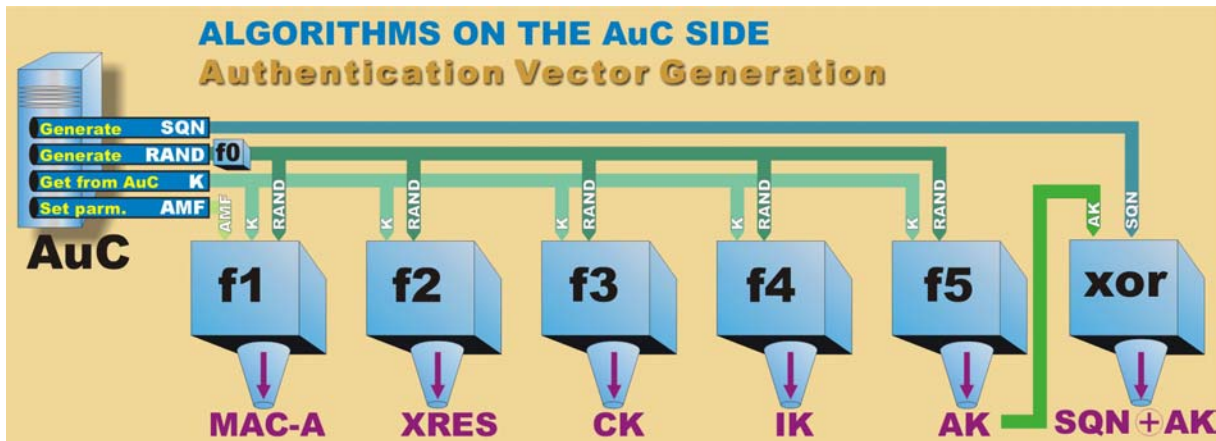 ALGORITHMS ON THE AuC SIDE
Authentication Vector Generation
Generate SQN
Generate RAND f0
Get from AuC K
Set parm. AMF
AuC
AMF K RAND K RAND K RAND K RAND K RAND AK SQN
f1 f2 f3 f4 f5 xor
MAC-A XRES CK IK AK SQN⊕AK